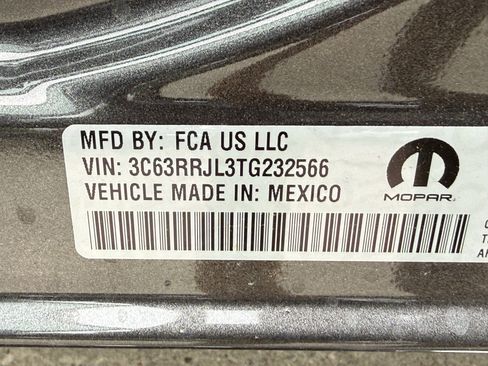 MFD BY: FCA US LLC
VIN: 3C63RRJL3TG232566
VEHICLE MADE IN: MEXICO
MOPAR